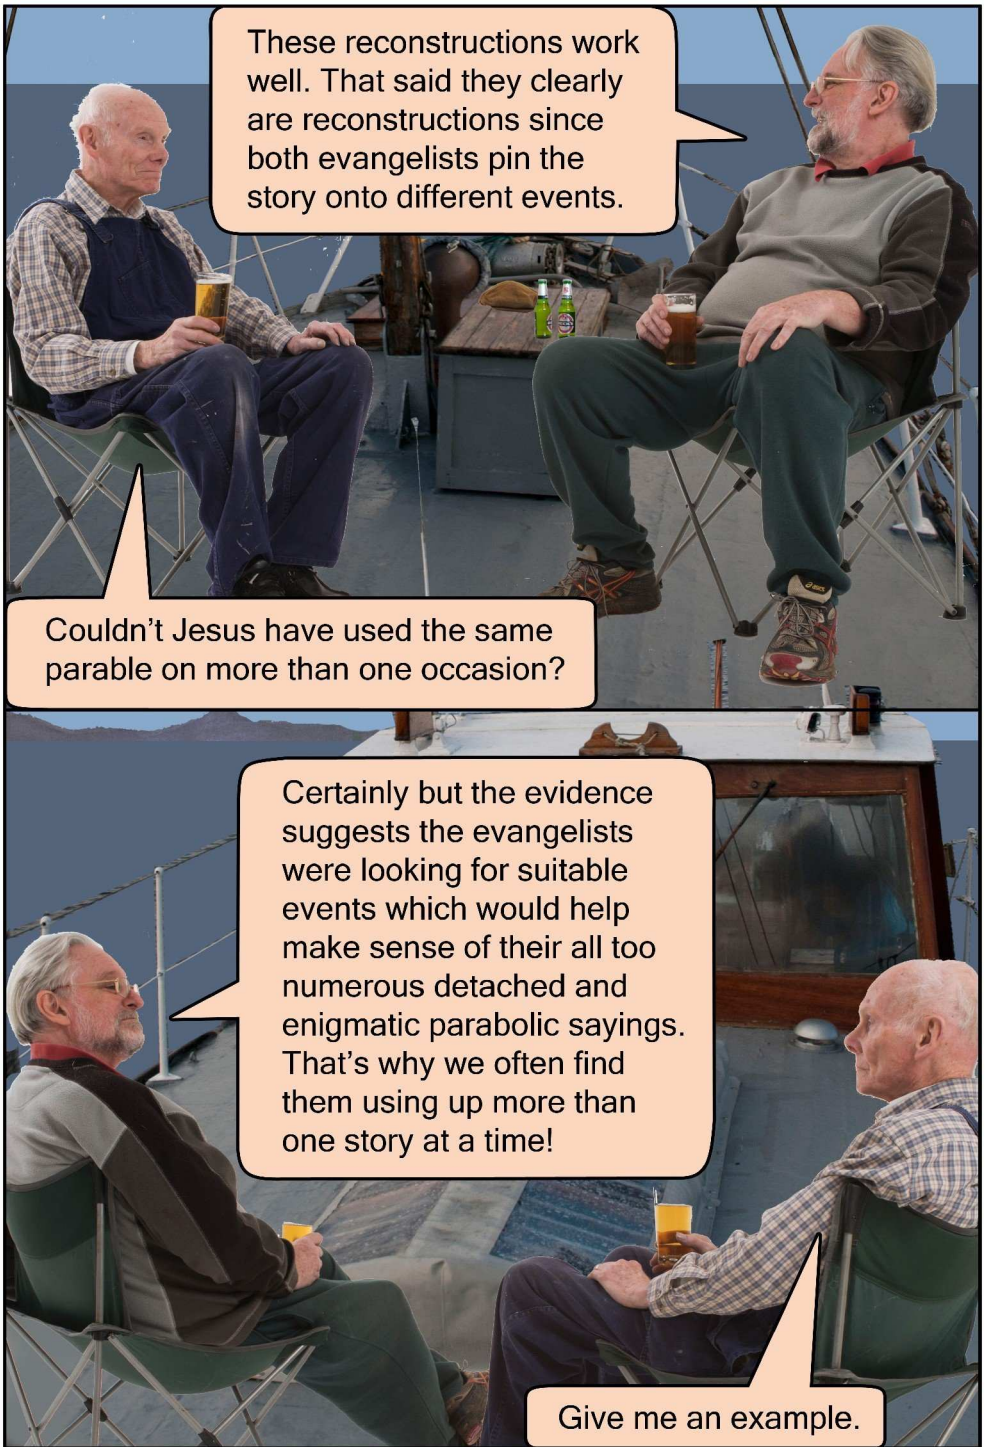 These reconstructions work
well. That said they clearly
are reconstructions since
both evangelists pin the
story onto different events.
Couldn't Jesus have used the same
parable on more than one occasion?
Certainly but the evidence
suggests the evangelists
were looking for suitable
events which would help
make sense of their all too
numerous detached and
enigmatic parabolic sayings.
That's why we often find
them using up more than
one story at a time!
Give me an example.